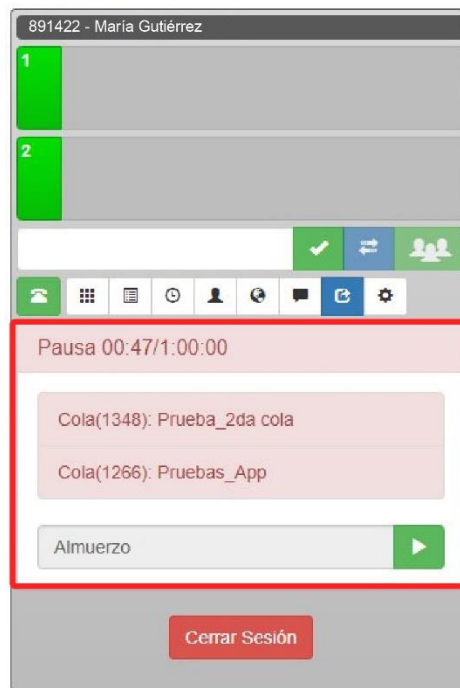 891422 - María Gutiérrez
1
2
Pausa 00:47/1:00:00
Cola(1348): Prueba_2da cola
Cola(1266): Pruebas_App
Almuerzo
Cerrar Sesión